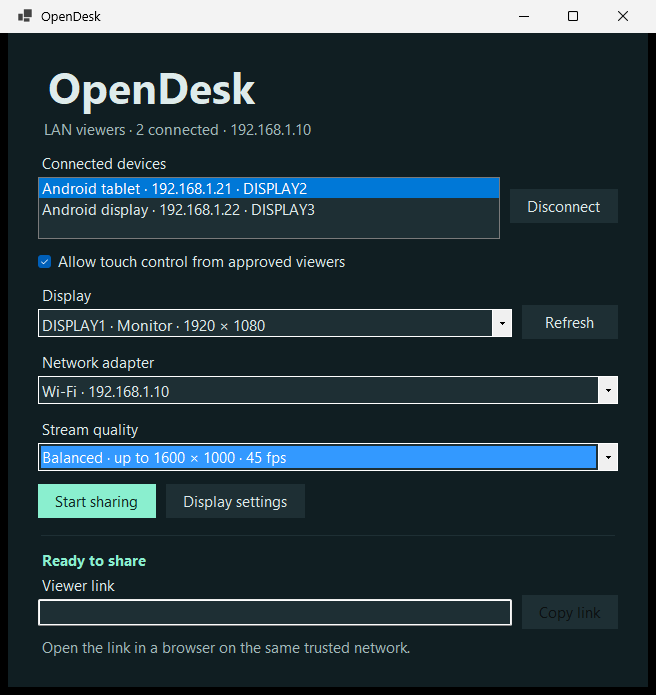 OpenDesk
OpenDesk
LAN viewers · 2 connected · 192.168.1.10
Connected devices
Android tablet · 192.168.1.21 · DISPLAY2
Android display · 192.168.1.22 · DISPLAY3
Disconnect
Allow touch control from approved viewers
Display
DISPLAY1 · Monitor · 1920 × 1080
Refresh
Network adapter
Wi-Fi · 192.168.1.10
Stream quality
Balanced · up to 1600 × 1000 · 45 fps
Start sharing
Display settings
Ready to share
Viewer link
Copy link
Open the link in a browser on the same trusted network.